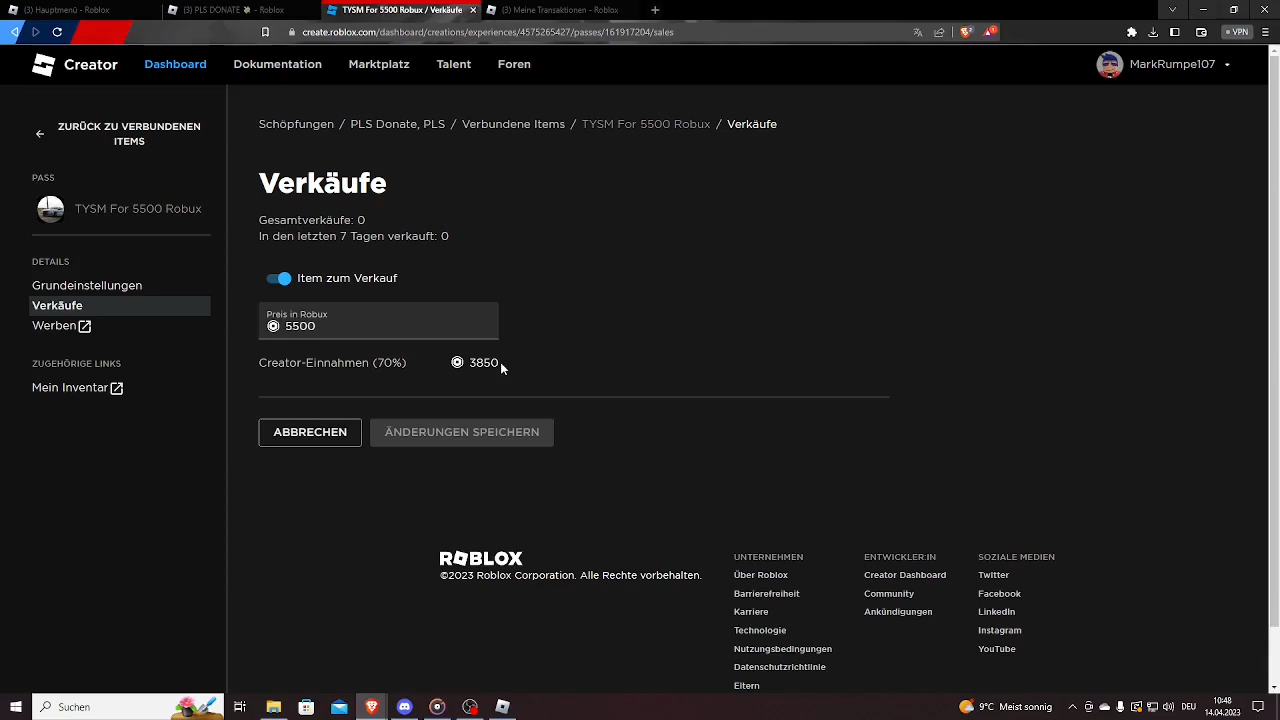 (3) Hauptmenü - Roblox
(3) PLS DONATE 💸 - Roblox
TYSM For 5500 Robux / Verkäufe
(3) Meine Transaktionen - Roblox
create.roblox.com/dashboard/creations/experiences/4575265427/passes/161917204/sales
VPN
Creator
Dashboard
Dokumentation
Marktplatz
Talent
Foren
MarkRumpe107
ZURÜCK ZU VERBUNDENEN
ITEMS
PASS
TYSM For 5500 Robux
DETAILS
Grundeinstellungen
Verkäufe
Werben
ZUGEHÖRIGE LINKS
Mein Inventar
Schöpfungen / PLS Donate, PLS / Verbundene Items / TYSM For 5500 Robux / Verkäufe
Verkäufe
Gesamtverkäufe: 0
In den letzten 7 Tagen verkauft: 0
Item zum Verkauf
Preis in Robux
5500
Creator-Einnahmen (70%) 3850
ABBRECHEN
ÄNDERUNGEN SPEICHERN
ROBLOX
©2023 Roblox Corporation. Alle Rechte vorbehalten.
UNTERNEHMEN
Über Roblox
Barrierefreiheit
Karriere
Technologie
Nutzungsbedingungen
Datenschutzrichtlinie
Eltern
ENTWICKLER:IN
Creator Dashboard
Community
Ankündigungen
SOZIALE MEDIEN
Twitter
Facebook
LinkedIn
Instagram
YouTube
Suchen
9°C Meist sonnig
DEU
10:48
14.04.2023